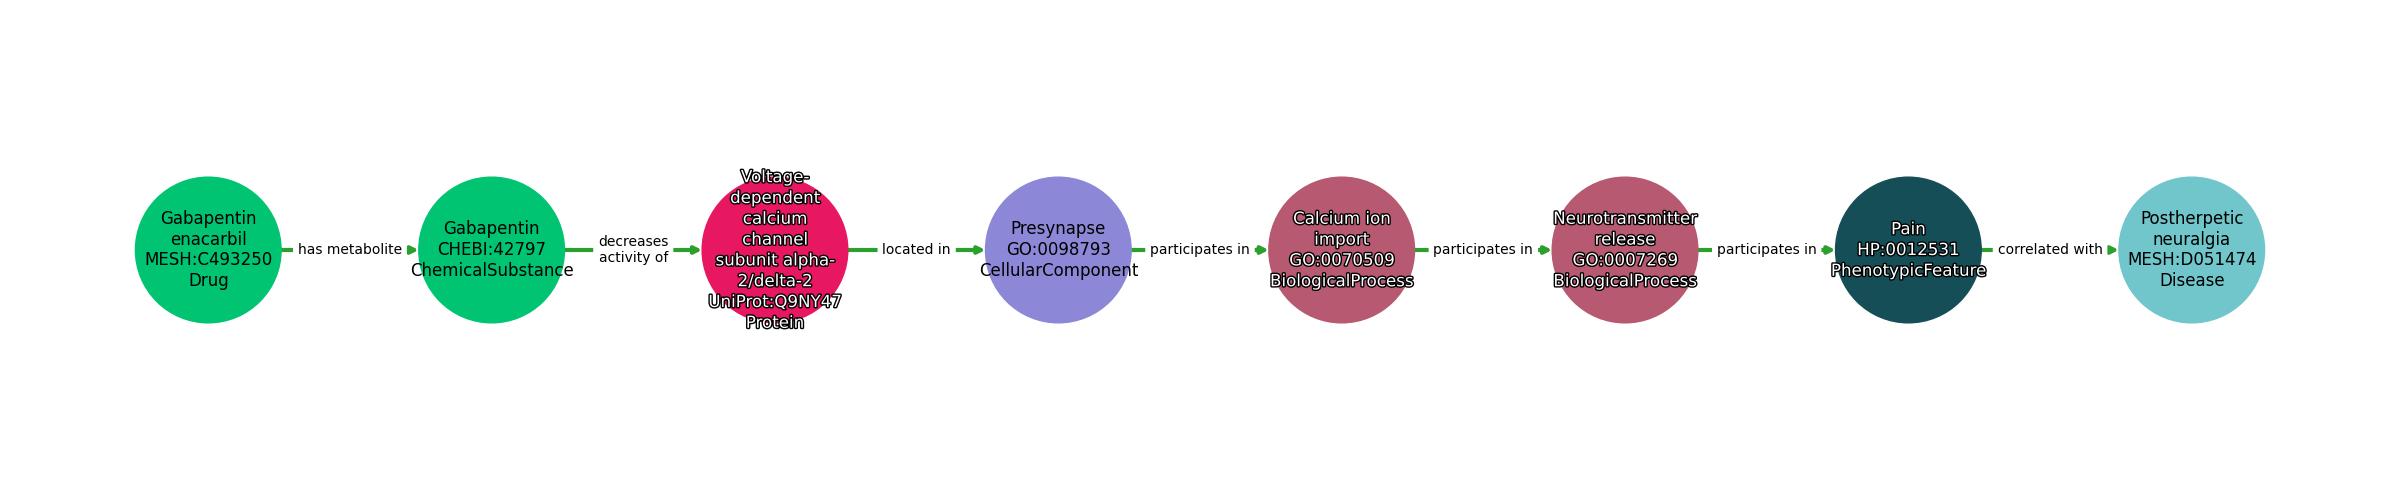 Gabapentin
enacarbil
MESH:C493250
Drug
has metabolite
Gabapentin
CHEBI:42797
ChemicalSubstance
decreases
activity of
Voltage-
dependent
calcium
channel
subunit alpha-
2/delta-2
UniProt:Q9NY47
Protein
located in
Presynapse
GO:0098793
CellularComponent
participates in
Calcium ion
import
GO:0070509
BiologicalProcess
participates in
Neurotransmitter
release
GO:0007269
BiologicalProcess
participates in
Pain
HP:0012531
PhenotypicFeature
correlated with
Postherpetic
neuralgia
MESH:D051474
Disease